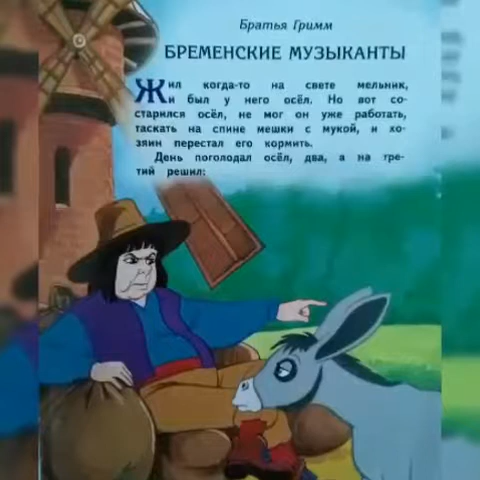 Братья Гримм
БРЕМЕНСКИЕ МУЗЫКАНТЫ
Жил когда-то на свете мельник,
и был у него осёл. Но вот со-
старился осёл, не мог он уже работать,
таскать на спине мешки с мукой, и хо-
зяин перестал его кормить.
День поголодал осёл, два, а на тре-
тий решил: